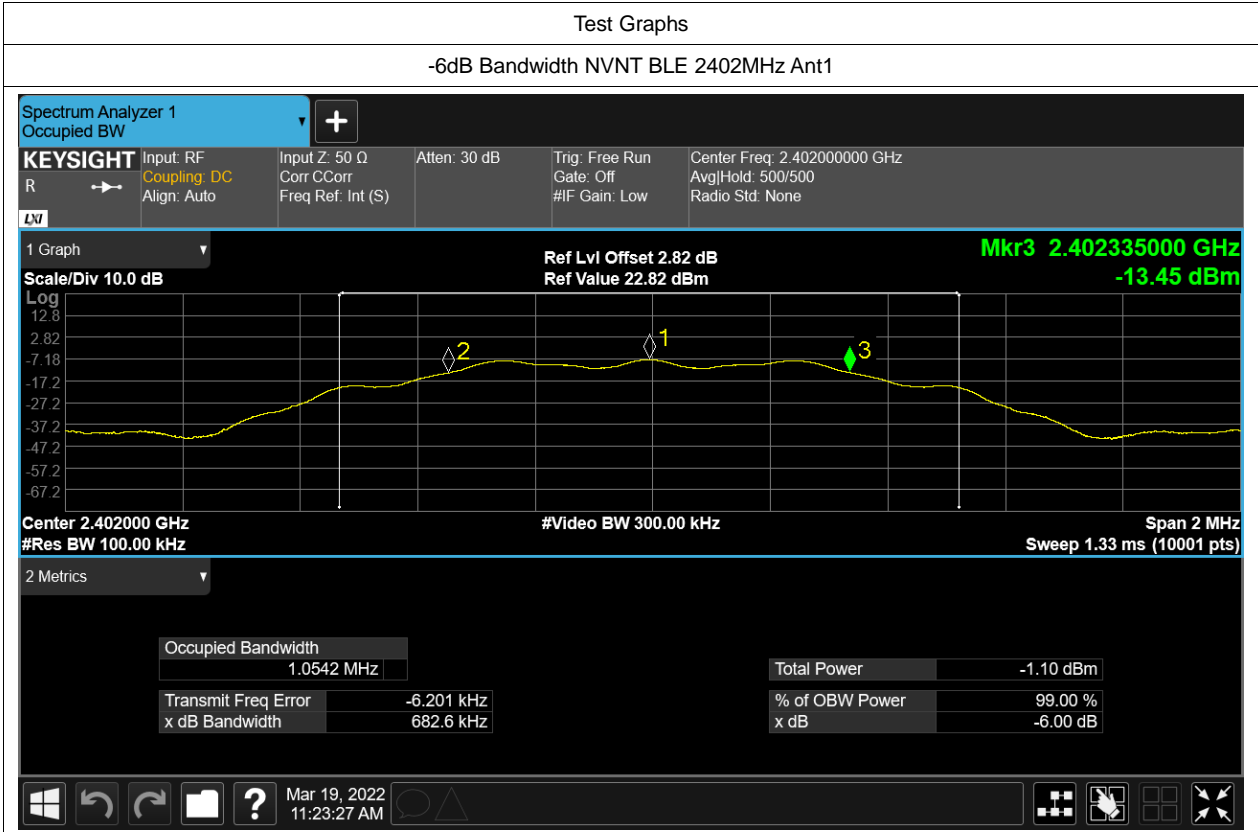 Test Graphs
-6dB Bandwidth NVNT BLE 2402MHz Ant1
Spectrum Analyzer 1
Occupied BW
KEYSIGHT
R
LXI
Input: RF
Coupling: DC
Align: Auto
Input Z: 50 Ω
Corr CCorr
Freq Ref: Int (S)
Atten: 30 dB
Trig: Free Run
Gate: Off
#IF Gain: Low
Center Freq: 2.402000000 GHz
Avg|Hold: 500/500
Radio Std: None
1 Graph
Scale/Div 10.0 dB
Ref Lvl Offset 2.82 dB
Ref Value 22.82 dBm
Mkr3 2.402335000 GHz
-13.45 dBm
Log
12.8
2.82
-7.18
-17.2
-27.2
-37.2
-47.2
-57.2
-67.2
2
1
3
Center 2.402000 GHz
#Res BW 100.00 kHz
#Video BW 300.00 kHz
Span 2 MHz
Sweep 1.33 ms (10001 pts)
2 Metrics
Occupied Bandwidth
1.0542 MHz
Transmit Freq Error -6.201 kHz
x dB Bandwidth 682.6 kHz
Total Power -1.10 dBm
% of OBW Power 99.00 %
x dB -6.00 dB
?
Mar 19, 2022
11:23:27 AM